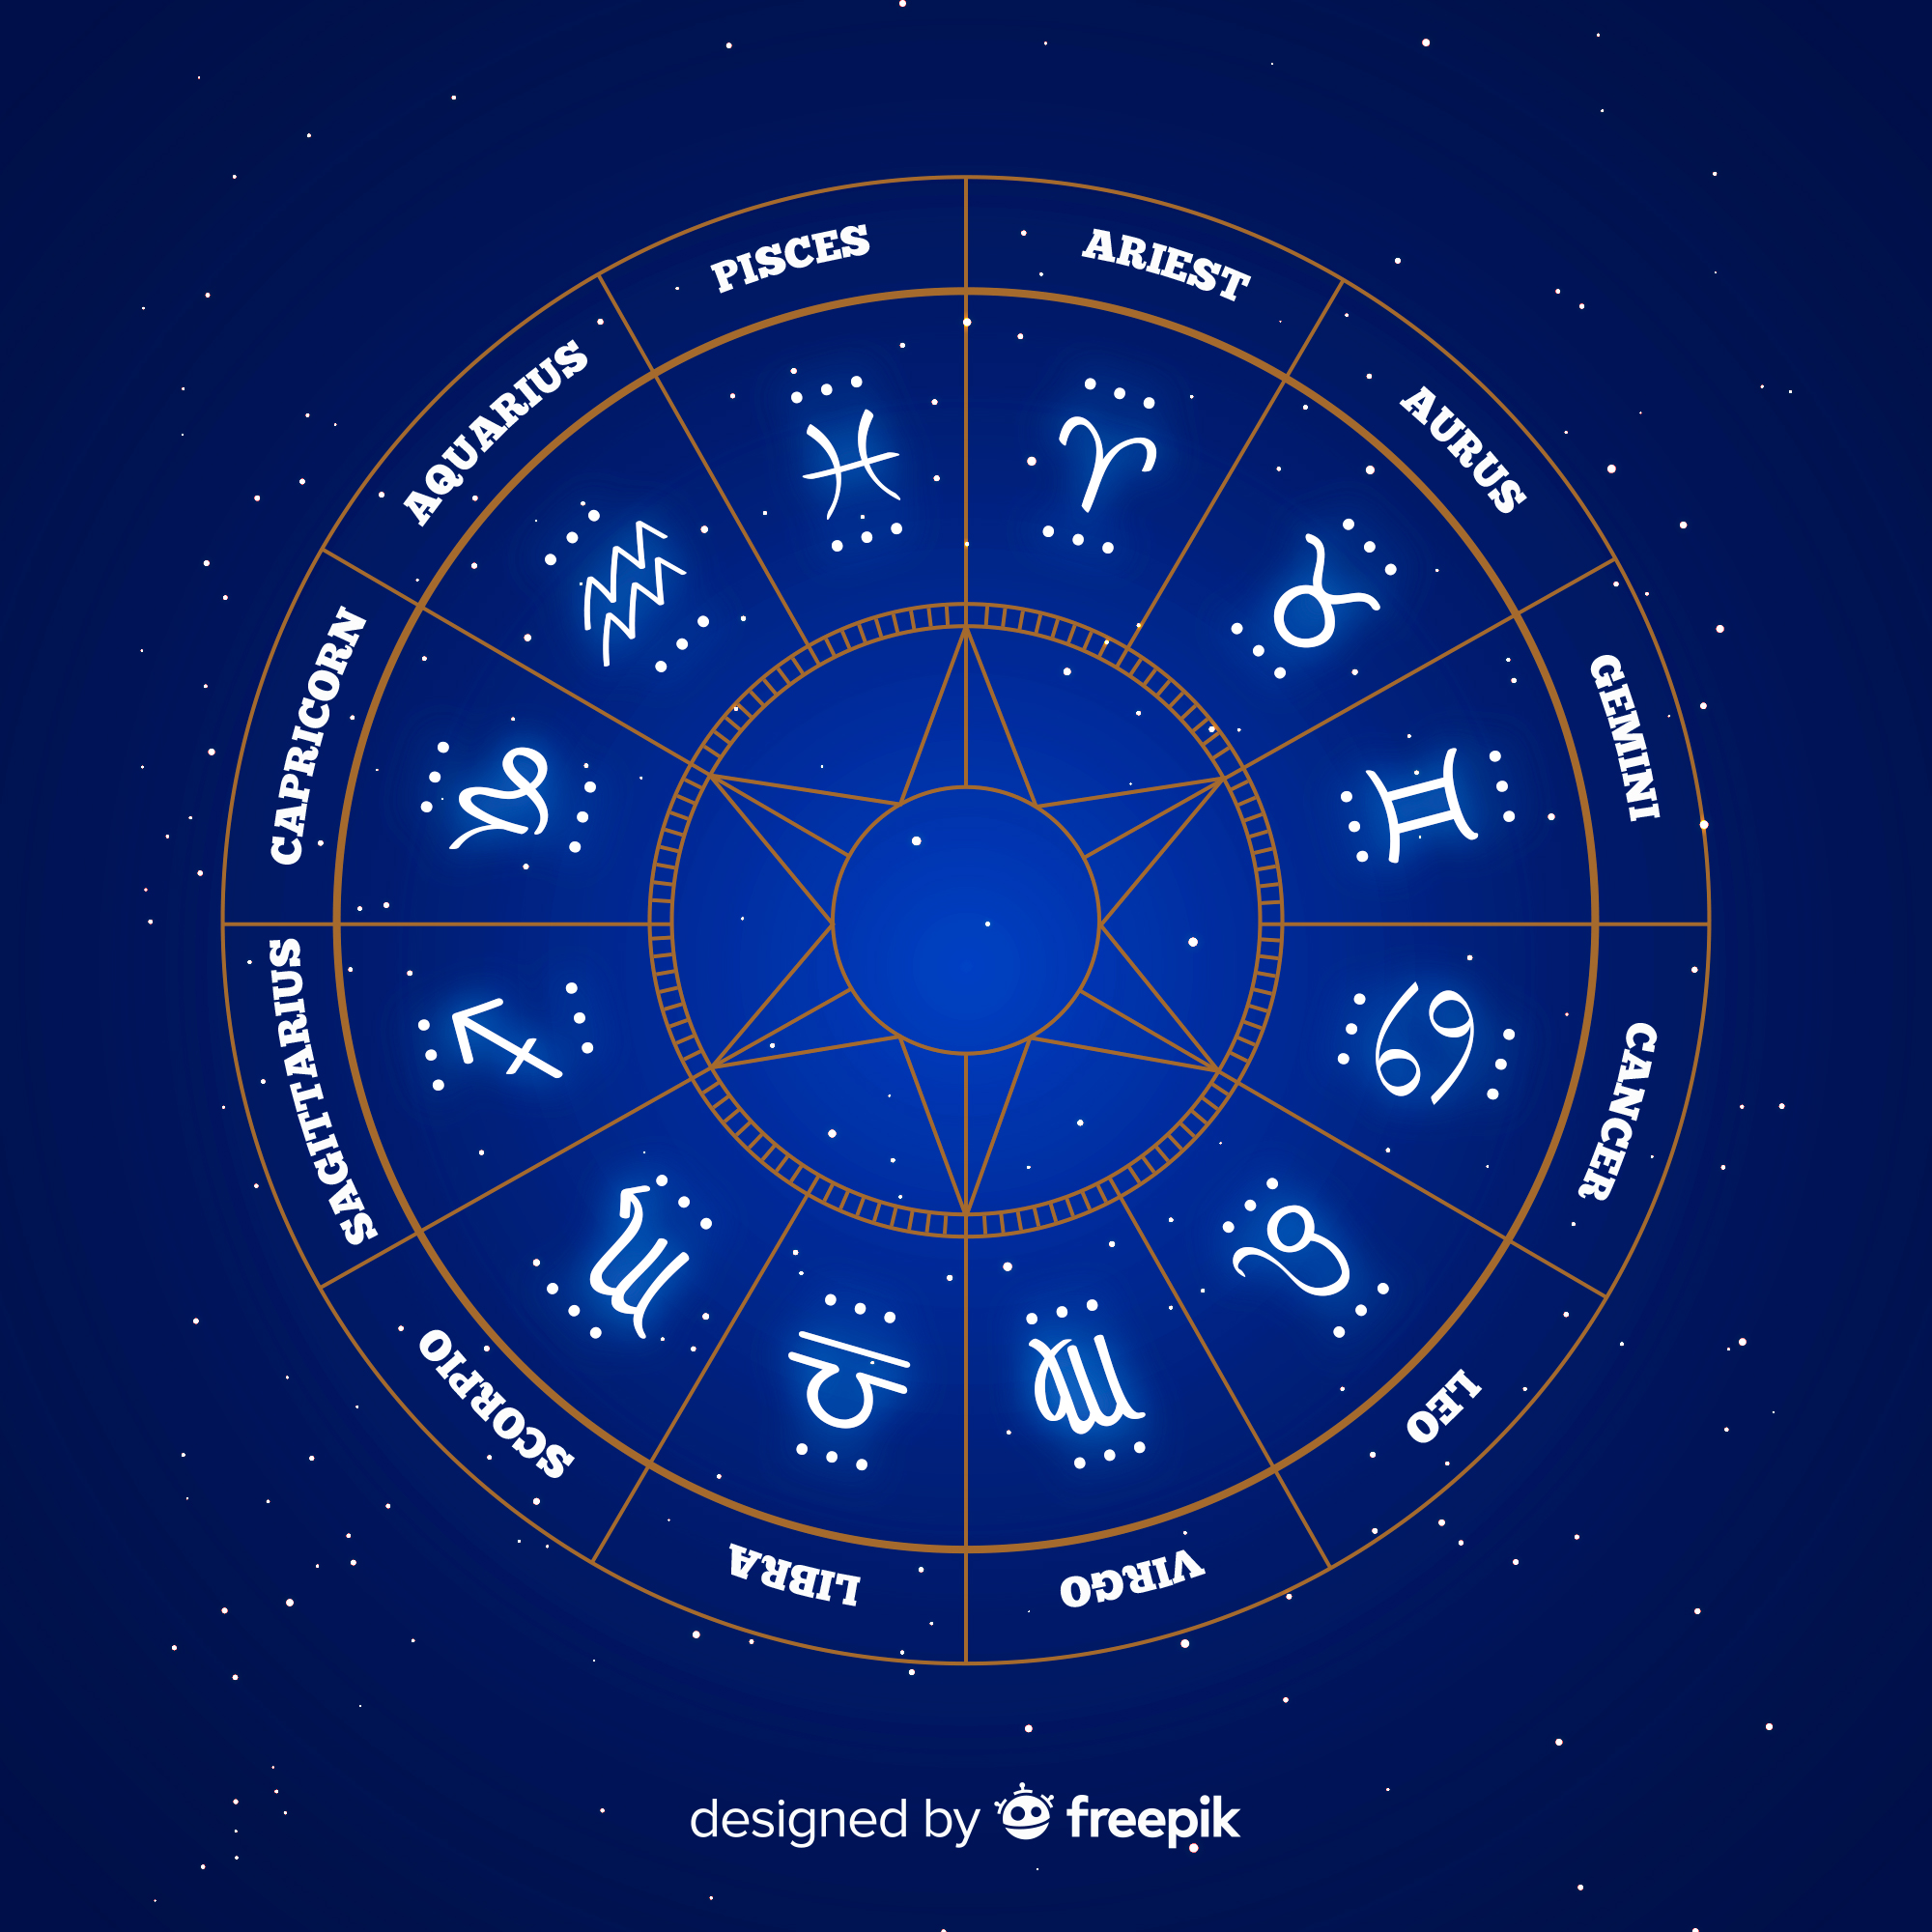 ARIEST
AURUS
GEMINI
CANCER
LEO
VIRGO
LIBRA
SCORPIO
SAGITTARIUS
CAPRICORN
AQUARIUS
PISCES
designed by freepik